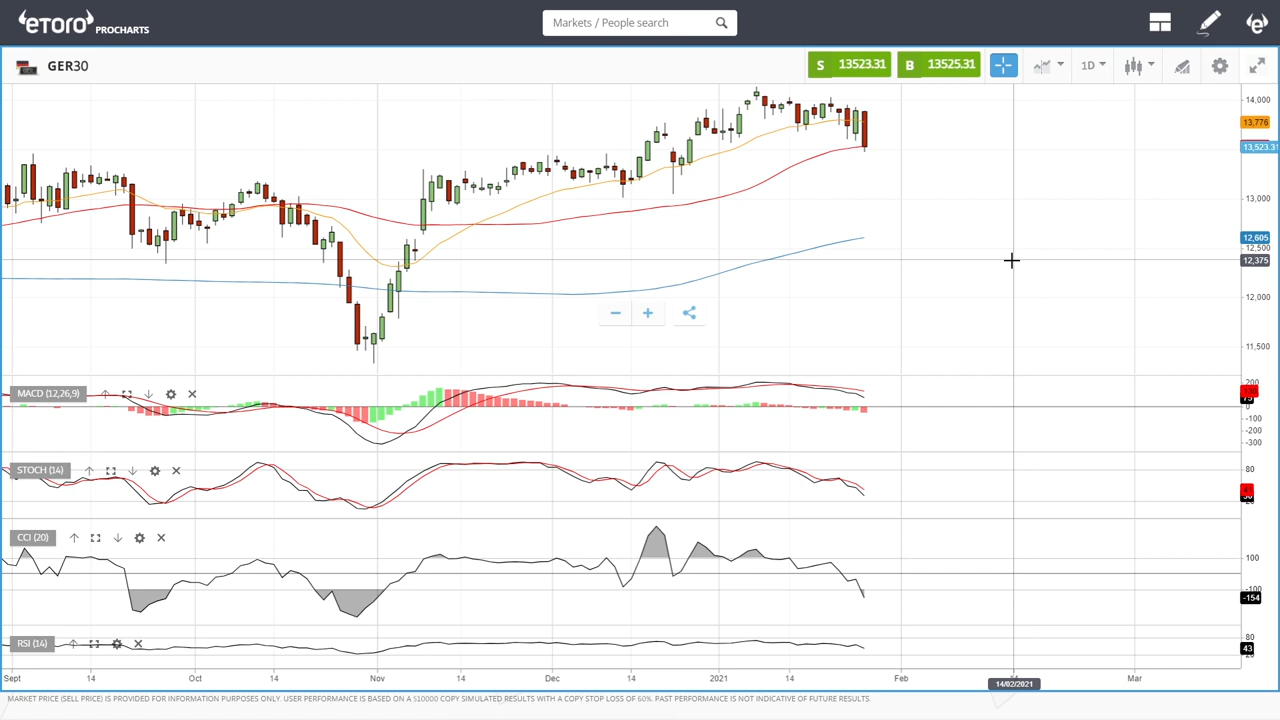 eToro PROCHARTS
Markets / People search
GER30
S 13523.31
B 13525.31
1D
14,000
13,776
13,523.31
13,000
12,605
12,500
12,375
12,000
11,500
MACD (12,26,9)
200
0
-100
-200
-300
STOCH (14)
80
CCI (20)
100
-154
RSI (14)
80
43
Sept 14 Oct 14 Nov 14 Dec 14 2021 14 Feb Mar
14/02/2021
MARKET PRICE (SELL PRICE) IS PROVIDED FOR INFORMATION PURPOSES ONLY. USER PERFORMANCE IS BASED ON A $10000 COPY SIMULATED RESULTS WITH A COPY STOP LOSS OF 60%. PAST PERFORMANCE IS NOT INDICATIVE OF FUTURE RESULTS.